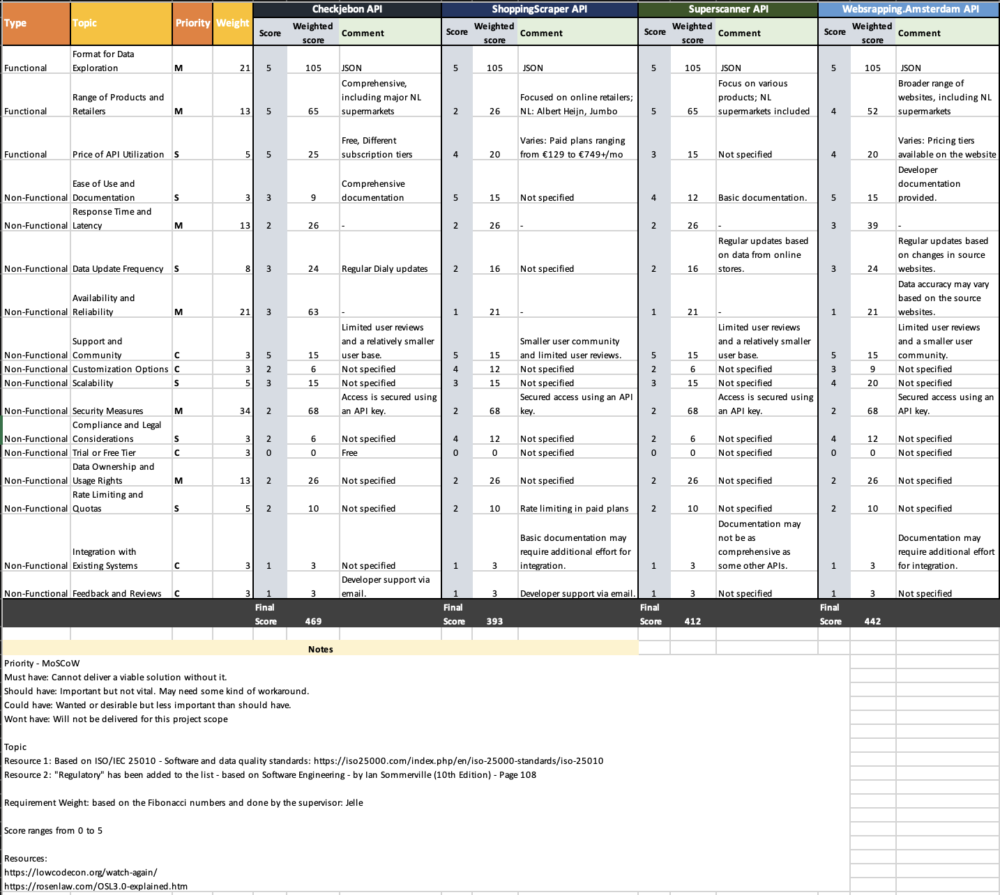 Checkjebon API ShoppingScraper API Superscanner API Websrapping.Amsterdam API
Type Topic Priority Weight
Score Weighted score Comment Score Weighted score Comment Score Weighted score Comment Score Weighted score Comment
Functional Format for Data Exploration M 21 5 105 JSON 5 105 JSON 5 105 JSON 5 105 JSON
Functional Range of Products and Retailers M 13 5 65 Comprehensive, including major NL supermarkets 2 26 Focused on online retailers; NL: Albert Heijn, Jumbo 5 65 Focus on various products; NL supermarkets included 4 52 Broader range of websites, including NL supermarkets
Functional Price of API Utilization S 5 5 25 Free, Different subscription tiers 4 20 Varies: Paid plans ranging from €129 to €749+/mo 3 15 Not specified 4 20 Varies: Pricing tiers available on the website
Non-Functional Ease of Use and Documentation S 3 3 9 Comprehensive documentation 5 15 Not specified 4 12 Basic documentation. 5 15 Developer documentation provided.
Non-Functional Response Time and Latency M 13 2 26 - 2 26 - 2 26 - 3 39 -
Non-Functional Data Update Frequency S 8 3 24 Regular Dialy updates 2 16 Not specified 2 16 Regular updates based on data from online stores. 3 24 Regular updates based on changes in source websites.
Non-Functional Availability and Reliability M 21 3 63 - 1 21 - 1 21 - 1 21 Data accuracy may vary based on the source websites.
Non-Functional Support and Community C 3 5 15 Limited user reviews and a relatively smaller user base. 5 15 Smaller user community and limited user reviews. 5 15 Limited user reviews and a relatively smaller user base. 5 15 Limited user reviews and a smaller user community.
Non-Functional Customization Options C 3 2 6 Not specified 4 12 Not specified 2 6 Not specified 3 9 Not specified
Non-Functional Scalability S 5 3 15 Not specified 3 15 Not specified 3 15 Not specified 4 20 Not specified
Non-Functional Security Measures M 34 2 68 Access is secured using an API key. 2 68 Secured access using an API key. 2 68 Access is secured using an API key. 2 68 Secured access using an API key.
Non-Functional Compliance and Legal Considerations S 3 2 6 Not specified 4 12 Not specified 2 6 Not specified 4 12 Not specified
Non-Functional Trial or Free Tier C 3 0 0 Free 0 0 Not specified 0 0 Not specified 0 0 Not specified
Non-Functional Data Ownership and Usage Rights M 13 2 26 Not specified 2 26 Not specified 2 26 Not specified 2 26 Not specified
Non-Functional Rate Limiting and Quotas S 5 2 10 Not specified 2 10 Rate limiting in paid plans 2 10 Not specified 2 10 Not specified
Non-Functional Integration with Existing Systems C 3 1 3 Not specified 1 3 Basic documentation may require additional effort for integration. 1 3 Documentation may not be as comprehensive as some other APIs. 1 3 Documentation may require additional effort for integration.
Non-Functional Feedback and Reviews C 3 1 3 Developer support via email. 1 3 Developer support via email. 1 3 Not specified 1 3 Not specified
Final Score 469 Final Score 393 Final Score 412 Final Score 442
Notes
Priority - MoSCoW
Must have: Cannot deliver a viable solution without it.
Should have: Important but not vital. May need some kind of workaround.
Could have: Wanted or desirable but less important than should have.
Wont have: Will not be delivered for this project scope
Topic
Resource 1: Based on ISO/IEC 25010 - Software and data quality standards: https://iso25000.com/index.php/en/iso-25000-standards/iso-25010
Resource 2: "Regulatory" has been added to the list - based on Software Engineering - by Ian Sommerville (10th Edition) - Page 108
Requirement Weight: based on the Fibonacci numbers and done by the supervisor: Jelle
Score ranges from 0 to 5
Resources:
https://lowcodecon.org/watch-again/
https://rosenlaw.com/OSL3.0-explained.htm